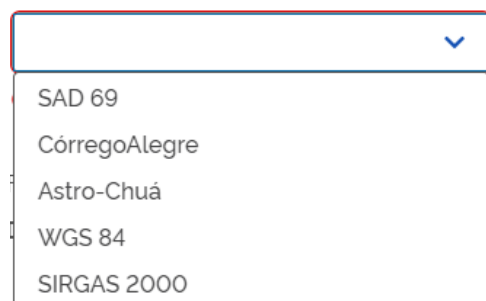 SAD 69
CórregoAlegre
Astro-Chuá
WGS 84
SIRGAS 2000